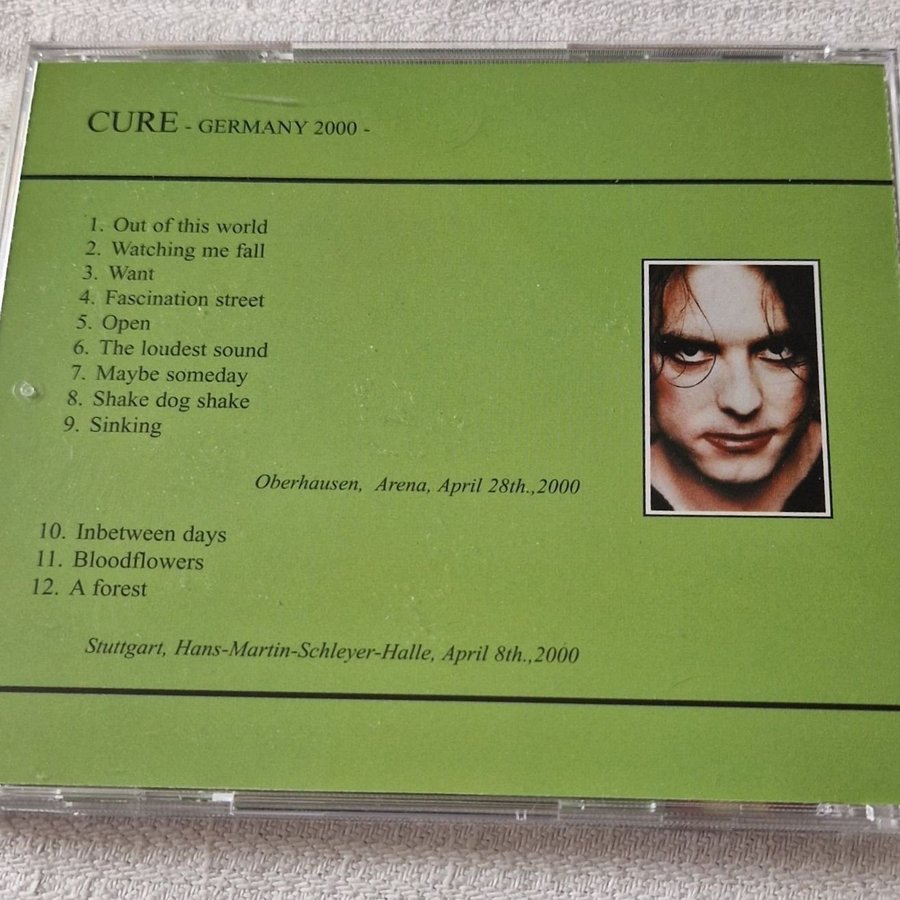 CURE - GERMANY 2000 -
1. Out of this world
2. Watching me fall
3. Want
4. Fascination street
5. Open
6. The loudest sound
7. Maybe someday
8. Shake dog shake
9. Sinking
Oberhausen, Arena, April 28th.,2000
10. Inbetween days
11. Bloodflowers
12. A forest
Stuttgart, Hans-Martin-Schleyer-Halle, April 8th.,2000